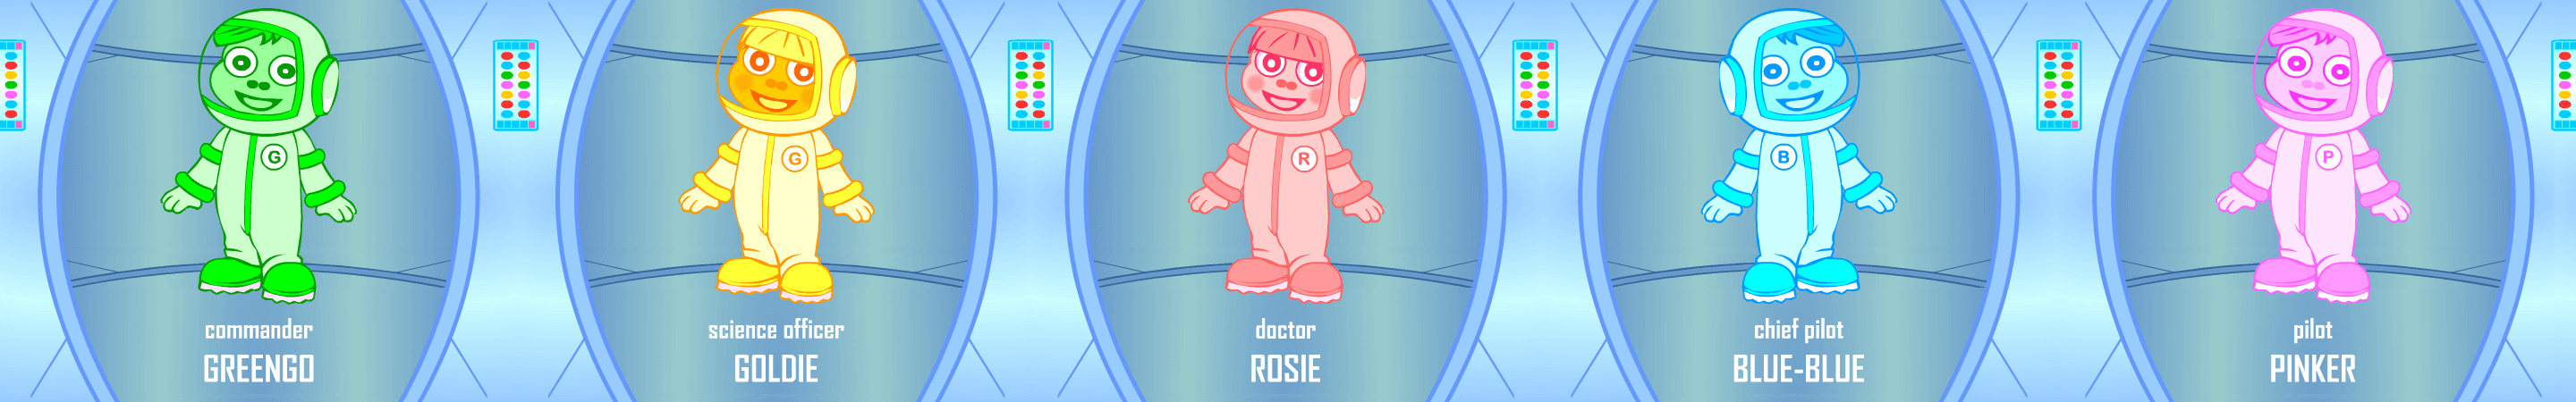 G
commander
GREENGO
G
science officer
GOLDIE
R
doctor
ROSIE
B
chief pilot
BLUE-BLUE
P
pilot
PINKER